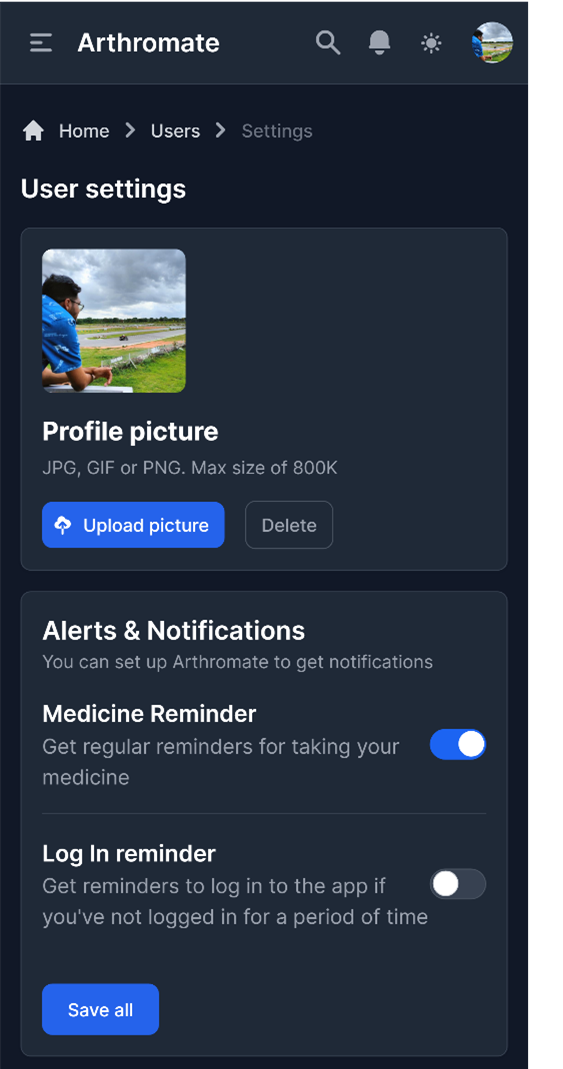 Arthromate
Home
Users
Settings
User settings
Profile picture
JPG, GIF or PNG. Max size of 800K
Upload picture
Delete
Alerts & Notifications
You can set up Arthromate to get notifications
Medicine Reminder
Get regular reminders for taking your
medicine
Log In reminder
Get reminders to log in to the app if
you've not logged in for a period of time
Save all